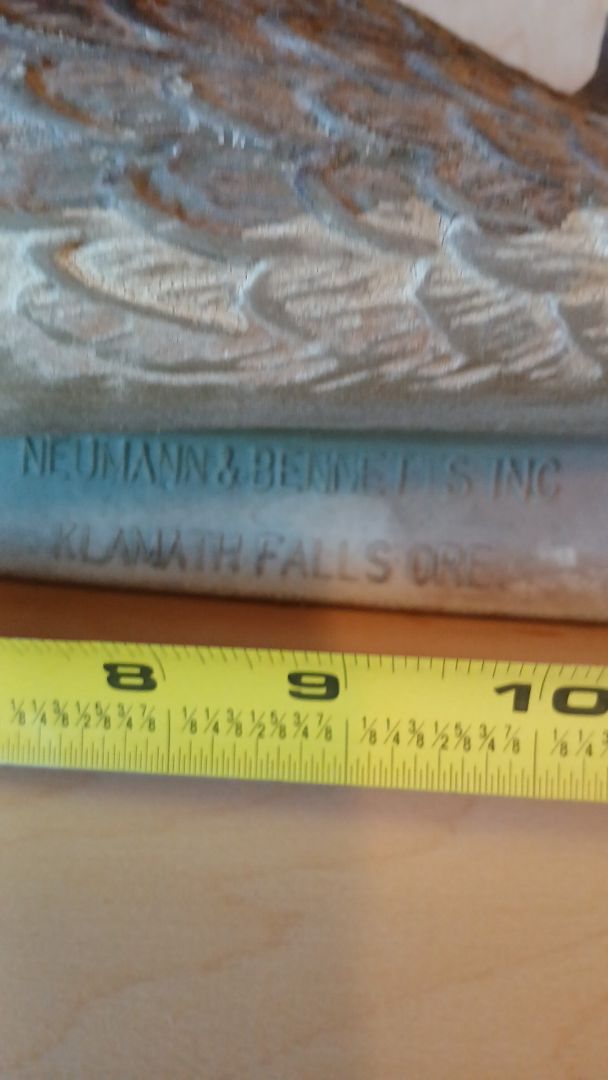 NEUMANN & BENNETTS INC
KLAMATH FALLS ORE.
8 9 10
1/8 1/4 3/8 1/2 5/8 3/4 7/8 1/8 1/4 3/8 1/2 5/8 3/4 7/8 1/8 1/4 3/8 1/2 5/8 3/4 7/8 1/8 1/4